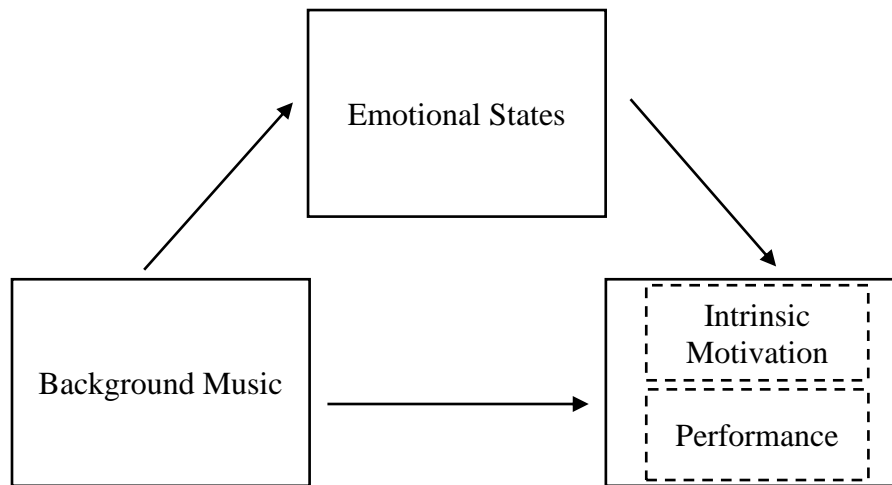 Emotional States
Background Music
Intrinsic
Motivation
Performance